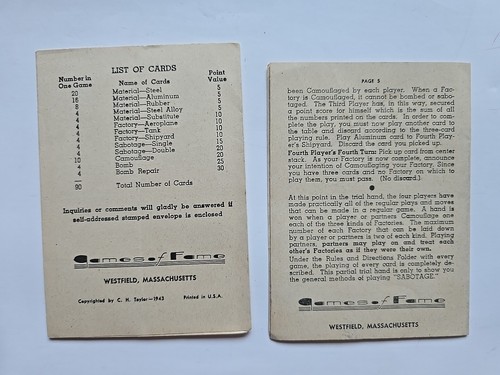 LIST OF CARDS
Number in One Game Name of Cards Point Value
20 Material—Steel 5
16 Material—Aluminum 5
8 Material—Rubber 5
4 Material—Steel Alloy 5
4 Material—Substitute 10
4 Factory—Aeroplane 10
4 Factory—Tank 10
4 Factory—Shipyard 10
4 Sabotage—Single 15
4 Sabotage—Double 20
10 Camouflage 20
4 Bomb 25
4 Bomb Repair 30
90 Total Number of Cards
Inquiries or comments will gladly be answered if
self-addressed stamped envelope is enclosed
Games of Fame
WESTFIELD, MASSACHUSETTS
Copyrighted by C. H. Taylor—1943 Printed in U.S.A.
PAGE 5
been Camouflaged by each player. When a Fac-
tory is Camouflaged, it cannot be bombed or sabo-
taged. The Third Player has, in this way, secured
a point score for himself which is the sum of all
the numbers printed on the cards. In order to com-
plete the play, you must now play another card to
the table and discard according to the three-card
playing rule. Play Aluminum card to Fourth Play-
er's Shipyard. Discard the card you picked up.
Fourth Player's Fourth Turn: Pick up card from center
stack. As your Factory is now complete, announce
your intention of Camouflaging your Factory. Since
you have three cards and no Factory on which to
play them, you must pass. (No discard.)
At this point in the trial hand, the four players have
made practically all of the regular plays and moves
that can be made in a regular game. A hand is
won when a player or partners Camouflage one
each of the three kinds of Factories. The maximum
number of each Factory that can be laid down
by a player or partners is two of each kind. Playing
partners, partners may play on and treat each
other's Factories as if they were their own.
Under the Rules and Directions Folder with every
game, the playing of every card is completely de-
scribed. This partial trial hand is only to show you
the general methods of playing "SABOTAGE."
Games of Fame
WESTFIELD, MASSACHUSETTS